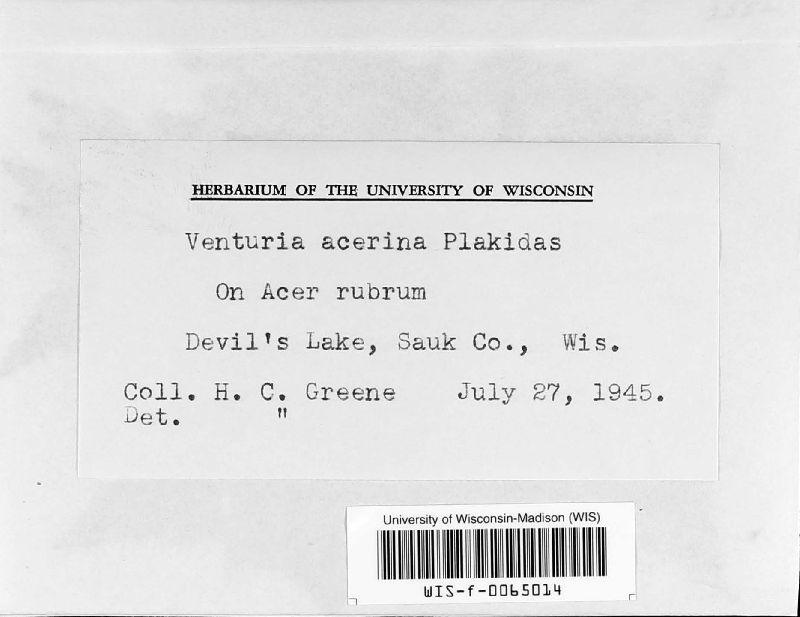 HERBARIUM OF THE UNIVERSITY OF WISCONSIN
Venturia acerina Plakidas
On Acer rubrum
Devil's Lake, Sauk Co., Wis.
Coll. H. C. Greene July 27, 1945.
Det. "
University of Wisconsin-Madison (WIS)
WIS-f-0065014